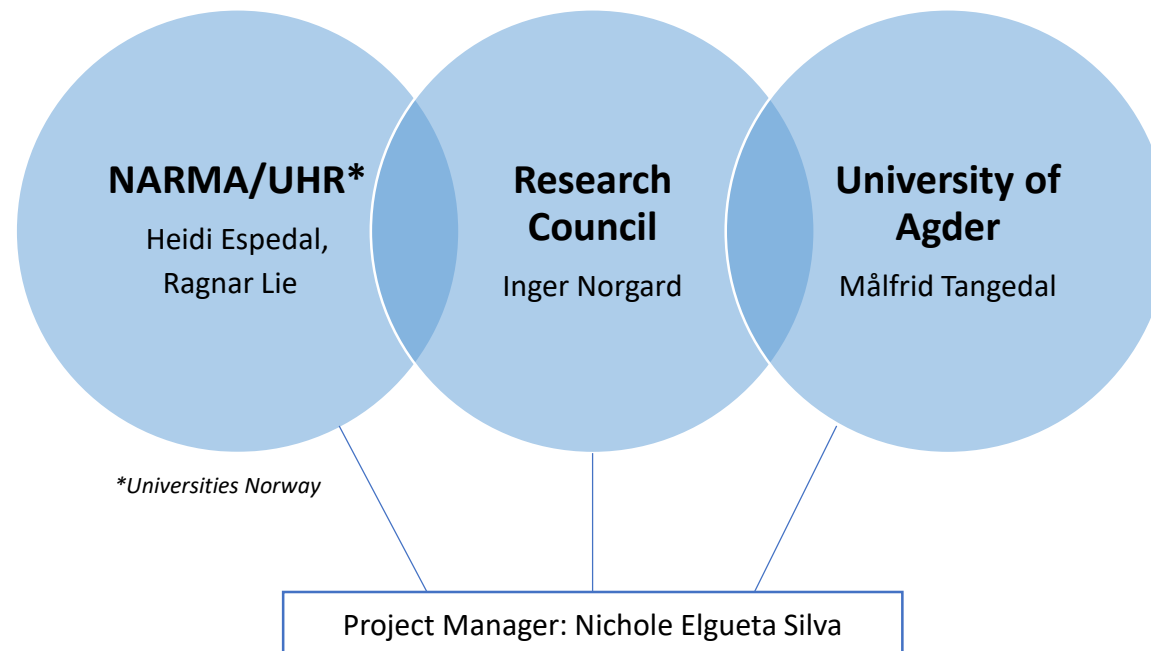 NARMA/UHR*
Heidi Espedal,
Ragnar Lie
Research
Council
Inger Norgard
University of
Agder
Målfrid Tangedal
*Universities Norway
Project Manager: Nichole Elgueta Silva